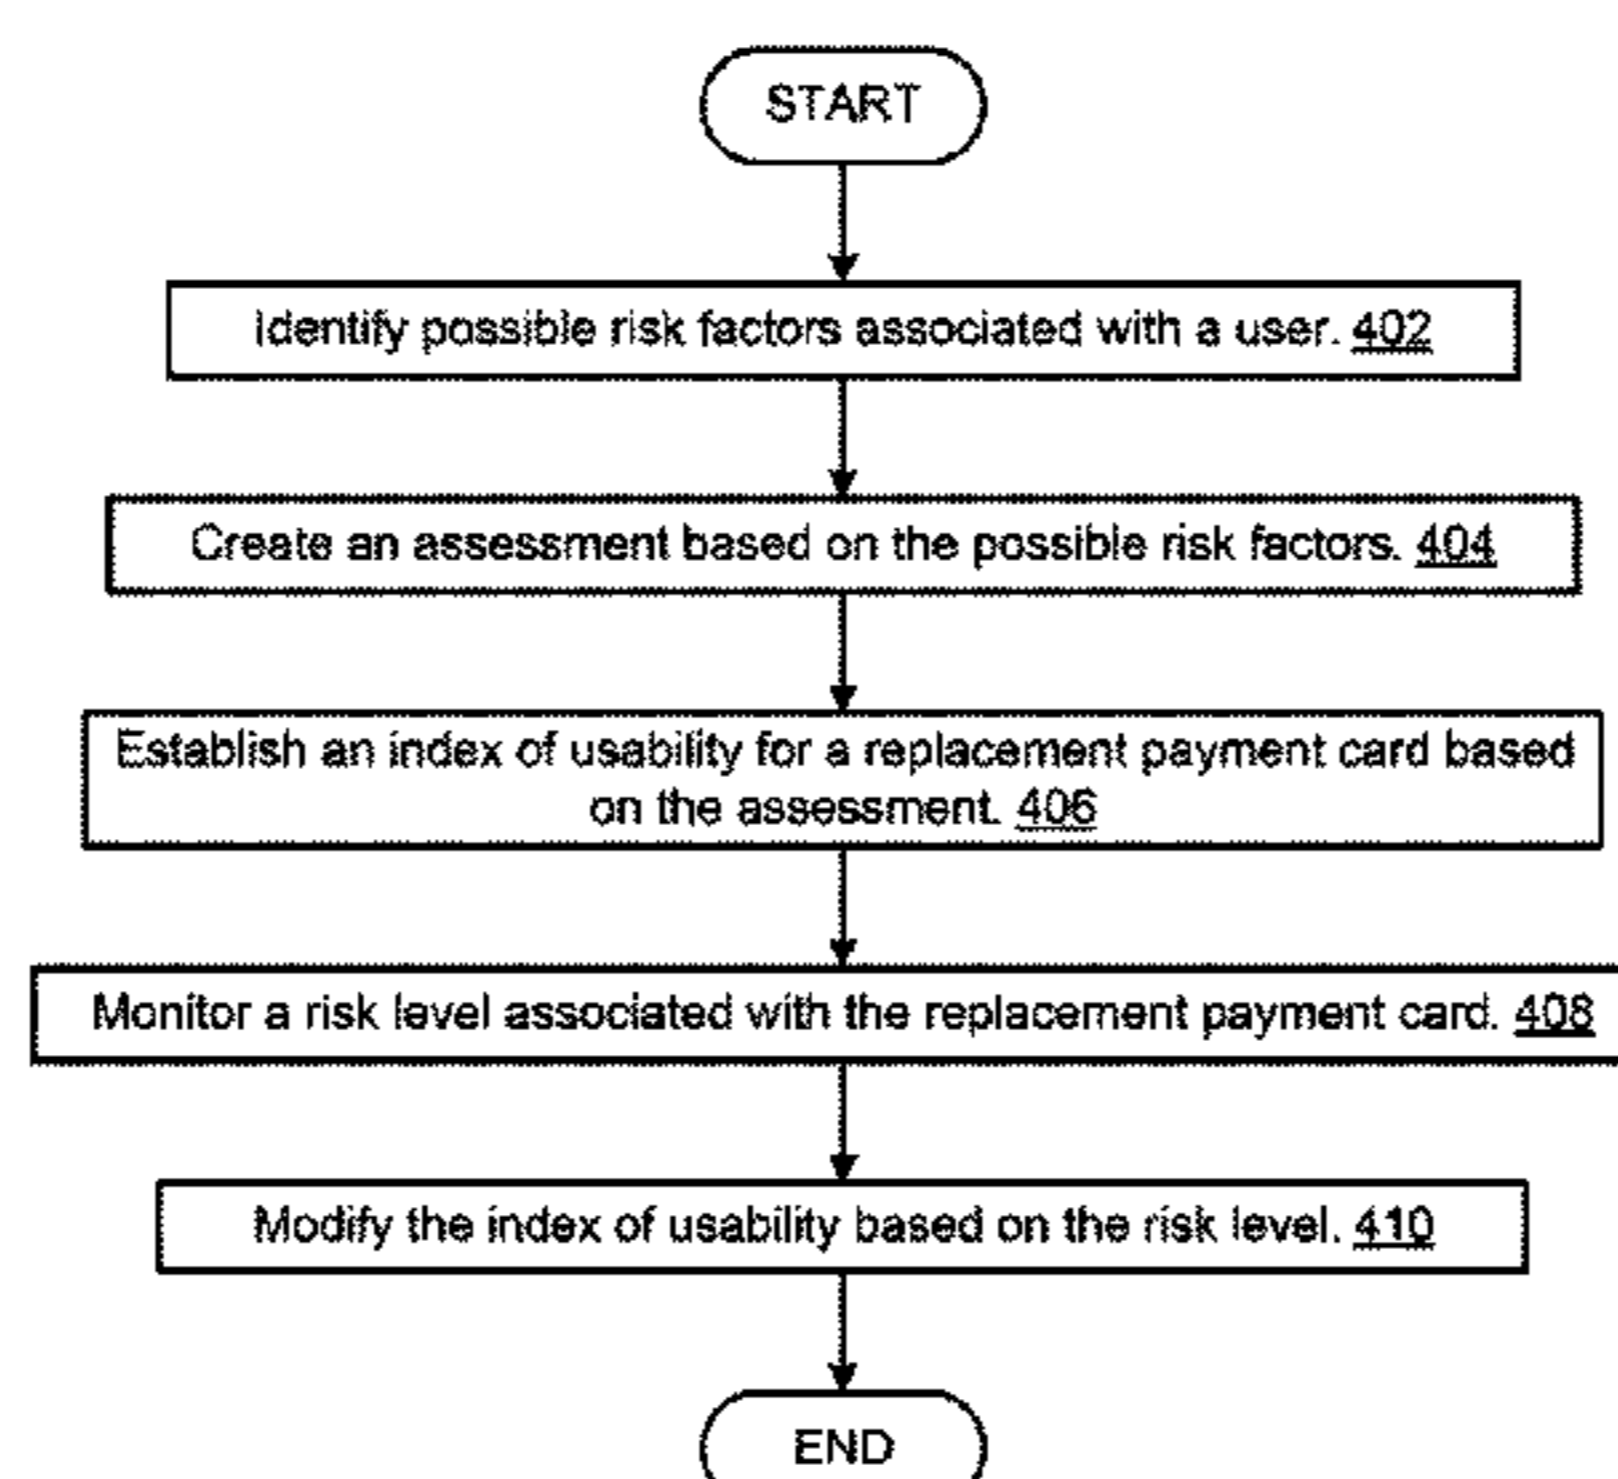 START
Identify possible risk factors associated with a user. 402
Create an assessment based on the possible risk factors. 404
Establish an index of usability for a replacement payment card based
on the assessment. 406
Monitor a risk level associated with the replacement payment card. 408
Modify the index of usability based on the risk level. 410
END